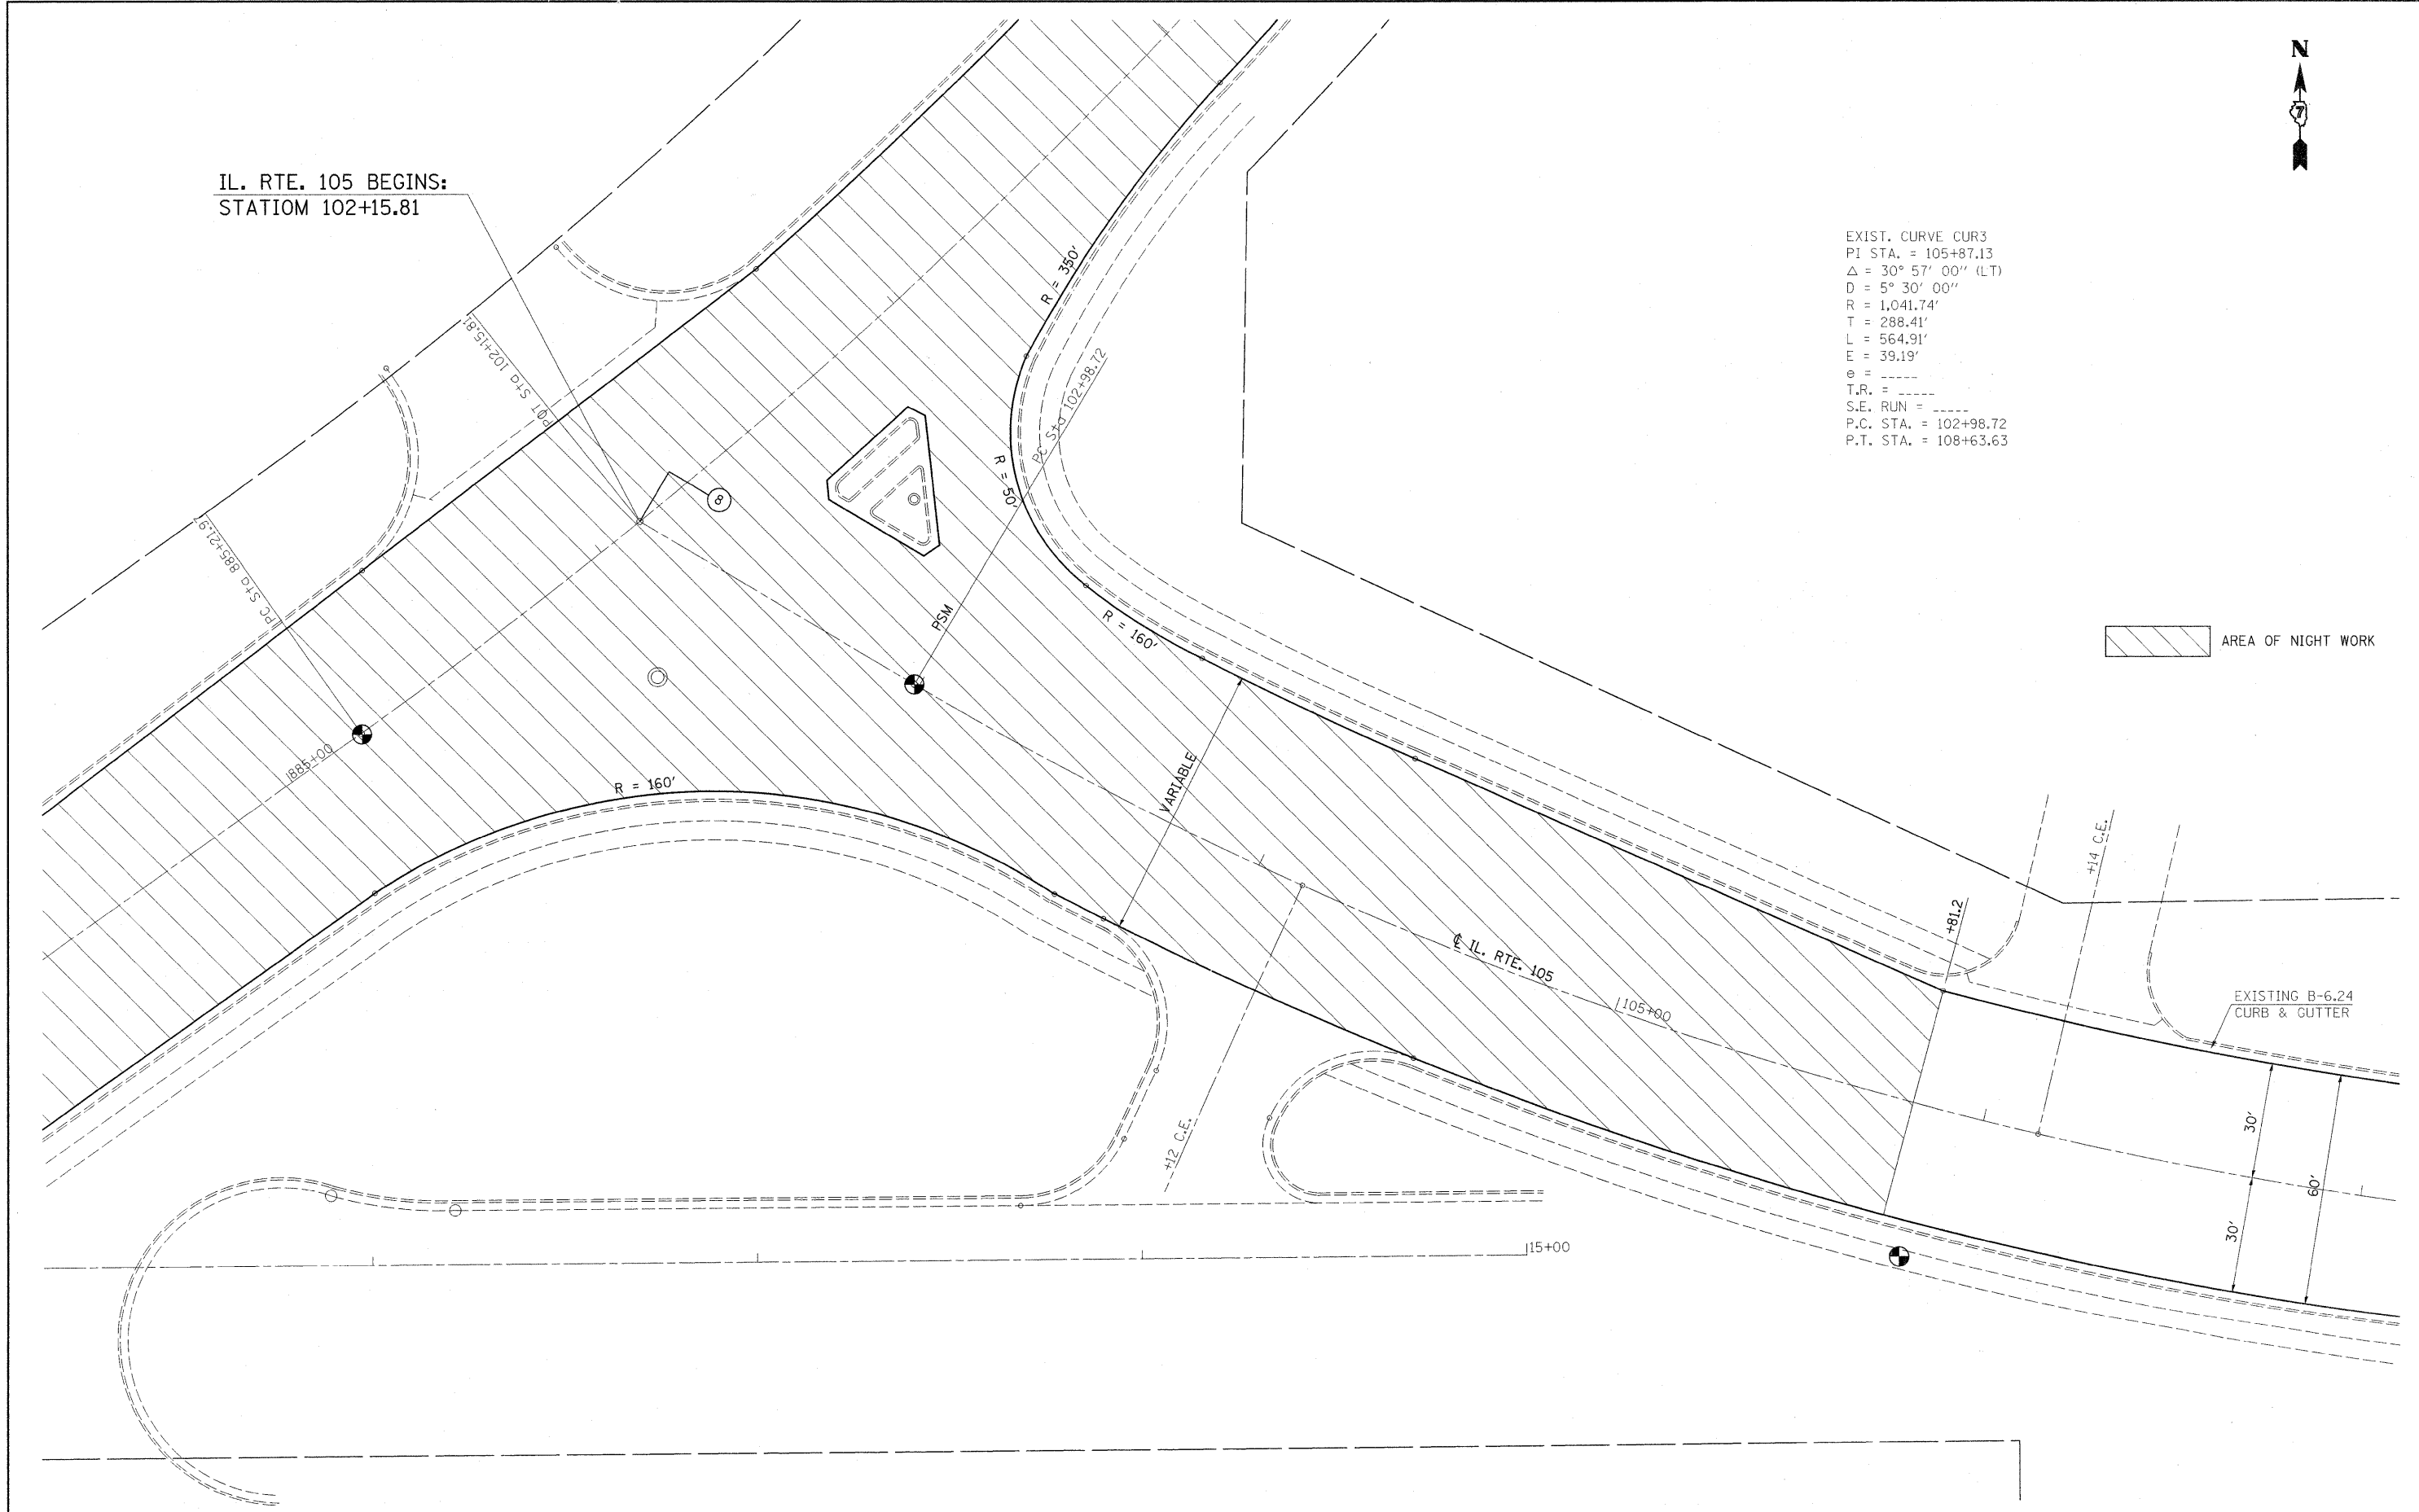 N
7
IL. RTE. 105 BEGINS:
STATIOM 102+15.81
EXIST. CURVE CUR3
PI STA. = 105+87.13
Δ = 30° 57' 00'' (LT)
D = 5° 30' 00''
R = 1,041.74'
T = 288.41'
L = 564.91'
E = 39.19'
e = _____
T.R. = _____
S.E. RUN = _____
P.C. STA. = 102+98.72
P.T. STA. = 108+63.63
R = 350'
POT Sta 102+15.81
PC Sta 102+98.72
R = 50'
8
PC Sta 885+21.97
PSM
R = 160'
AREA OF NIGHT WORK
885+00
R = 160'
VARIABLE
+14 C.E.
+81.2
℄ IL. RTE. 105
105+00
EXISTING B-6.24
CURB & GUTTER
+12 C.E.
30'
60'
30'
15+00